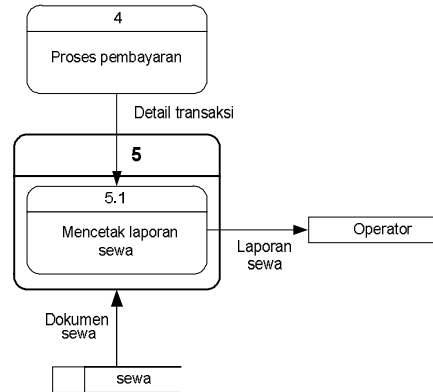 4
Proses pembayaran
Detail transaksi
5
5.1
Mencetak laporan
sewa
Operator
Laporan
sewa
Dokumen
sewa
sewa